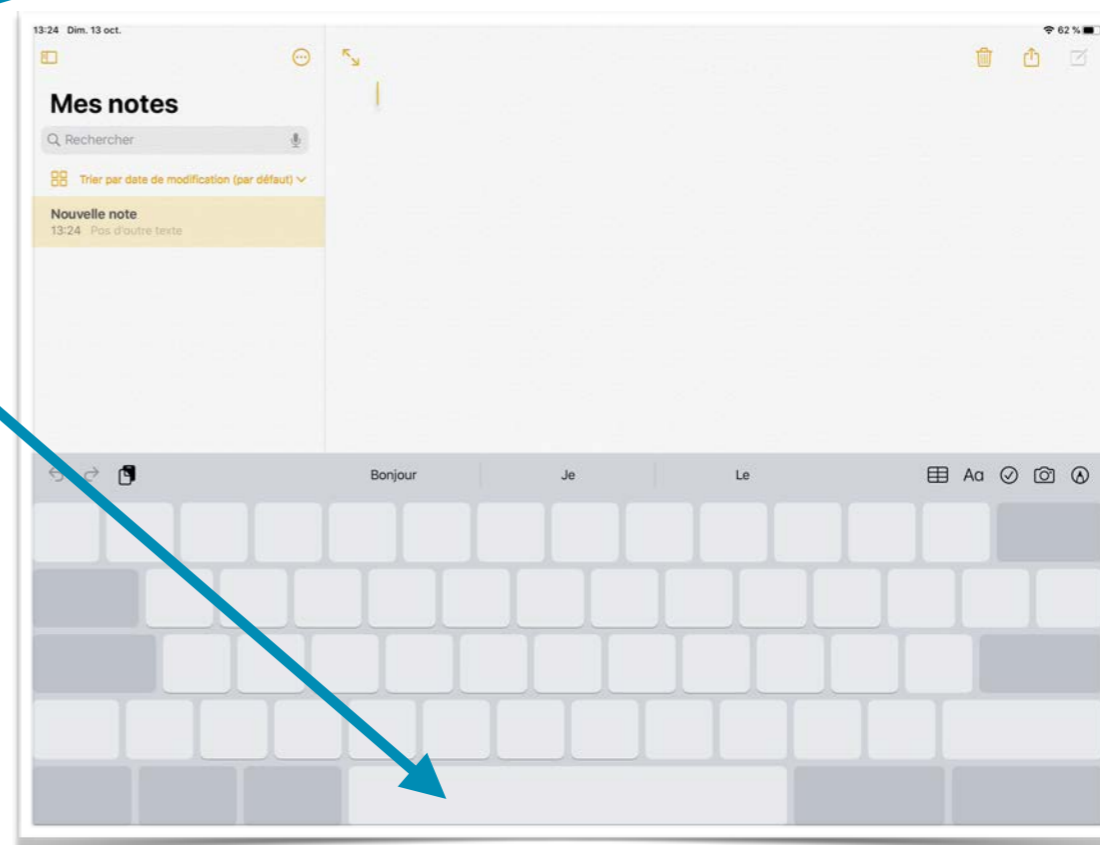 13:24 Dim. 13 oct.
62 %
Mes notes
Rechercher
Trier par date de modification (par défaut)
Nouvelle note
13:24 Pas d'autre texte
Bonjour Je Le
Aa